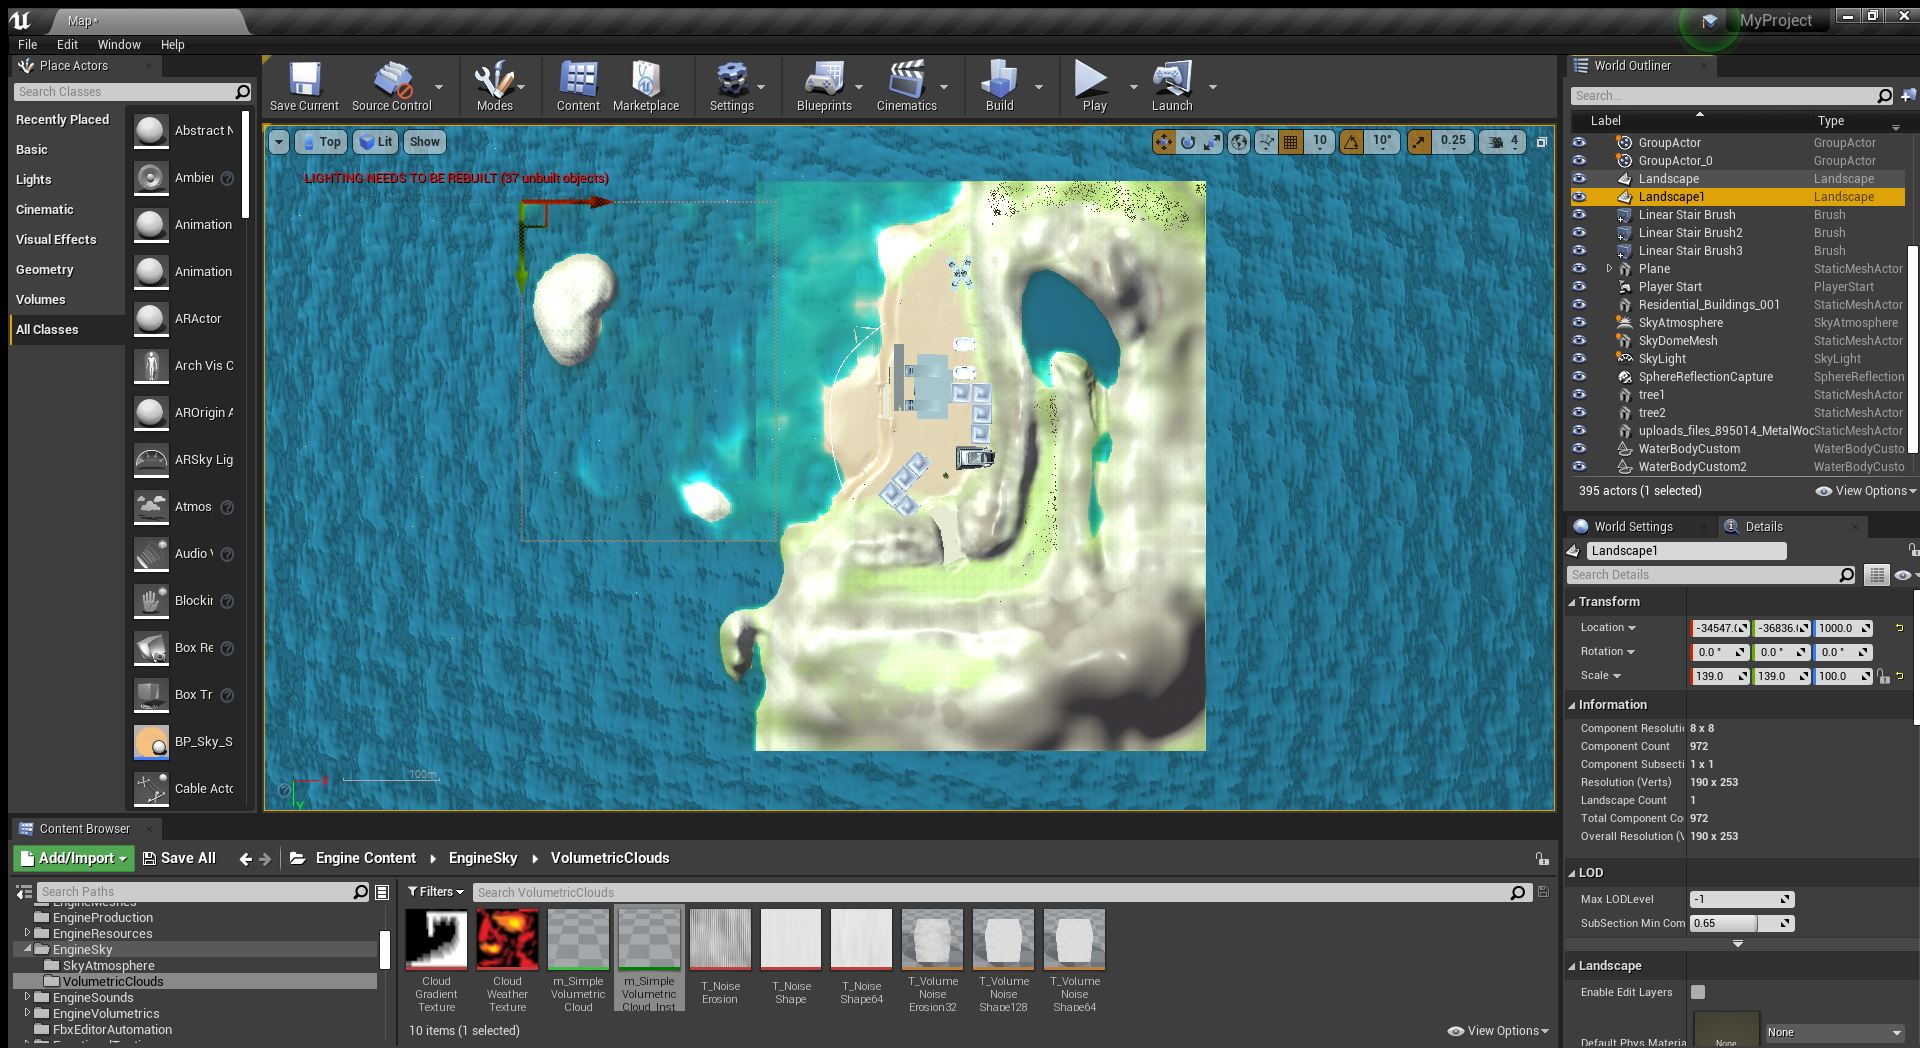 Map*
MyProject
File Edit Window Help
Place Actors
Search Classes
Recently Placed
Basic
Lights
Cinematic
Visual Effects
Geometry
Volumes
All Classes
Abstract N
Ambier
Animation
Animation
ARActor
Arch Vis C
AROrigin A
ARSky Lig
Atmos
Audio V
Blockir
Box Re
Box Tr
BP_Sky_S
Cable Acto
Save Current
Source Control
Modes
Content
Marketplace
Settings
Blueprints
Cinematics
Build
Play
Launch
Top
Lit
Show
10
10°
0.25
4
LIGHTING NEEDS TO BE REBUILT (37 unbuilt objects)
100m
X
Y
World Outliner
Search...
Label Type
GroupActor GroupActor
GroupActor_0 GroupActor
Landscape Landscape
Landscape1 Landscape
Linear Stair Brush Brush
Linear Stair Brush2 Brush
Linear Stair Brush3 Brush
Plane StaticMeshActor
Player Start PlayerStart
Residential_Buildings_001 StaticMeshActor
SkyAtmosphere SkyAtmosphere
SkyDomeMesh StaticMeshActor
SkyLight SkyLight
SphereReflectionCapture SphereReflection
tree1 StaticMeshActor
tree2 StaticMeshActor
uploads_files_895014_MetalWoo StaticMeshActor
WaterBodyCustom WaterBodyCusto
WaterBodyCustom2 WaterBodyCusto
395 actors (1 selected)
View Options
World Settings
Details
Landscape1
Search Details
Transform
Location -34547.( -36836.( 1000.0
Rotation 0.0 ° 0.0 ° 0.0 °
Scale 139.0 139.0 100.0
Information
Component Resoluti 8 x 8
Component Count 972
Component Subsecti 1 x 1
Resolution (Verts) 190 x 253
Landscape Count 1
Total Component Co 972
Overall Resolution (V 190 x 253
LOD
Max LODLevel -1
SubSection Min Com 0.65
Landscape
Enable Edit Layers
Default Phys Materia None
None
Content Browser
Add/Import
Save All
Engine Content
EngineSky
VolumetricClouds
Search Paths
Filters
Search VolumetricClouds
EngineMeshes
EngineProduction
EngineResources
EngineSky
SkyAtmosphere
VolumetricClouds
EngineSounds
EngineVolumetrics
FbxEditorAutomation
Cloud Gradient Texture
Cloud Weather Texture
m_Simple Volumetric Cloud
m_Simple Volumetric Cloud_Inst
T_Noise Erosion
T_Noise Shape
T_Noise Shape64
T_Volume Noise Erosion32
T_Volume Noise Shape128
T_Volume Noise Shape64
10 items (1 selected)
View Options